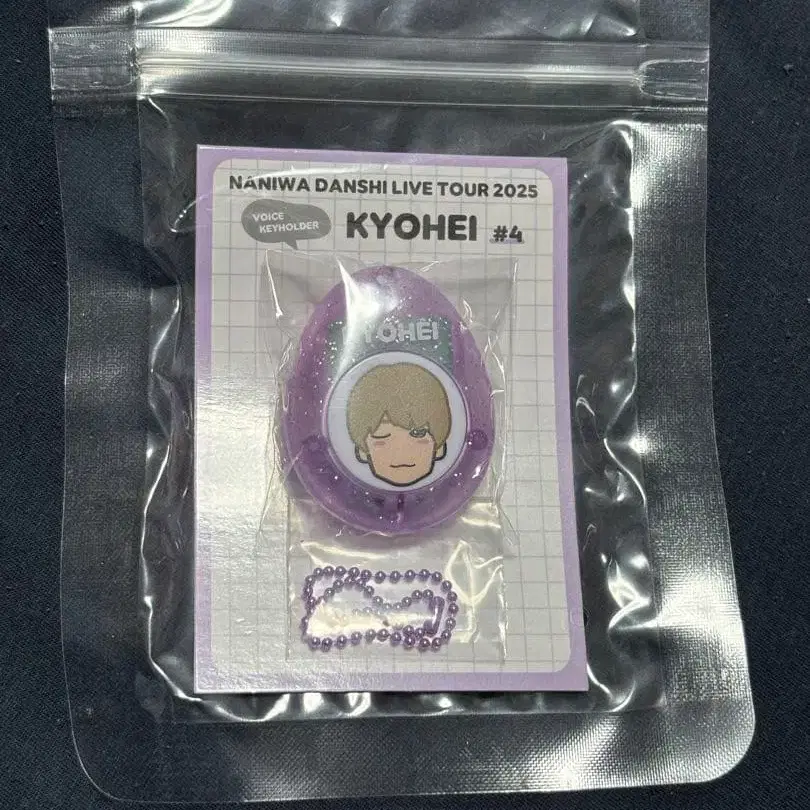 NANIWA DANSHI LIVE TOUR 2025
VOICE
KEYHOLDER
KYOHEI #4
KYOHEI